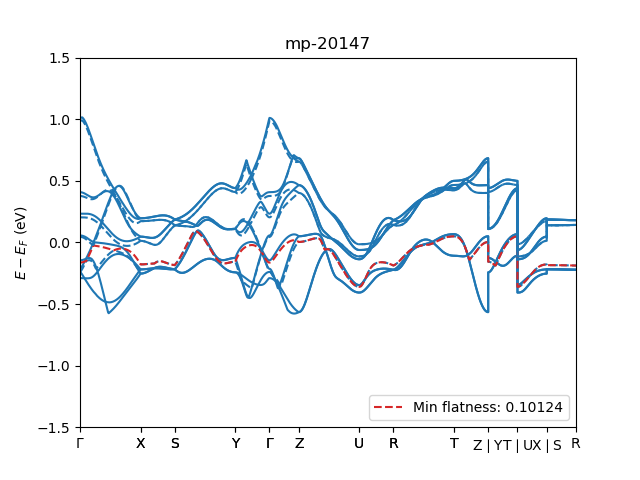 mp-20147
E − E_F (eV)
1.5
1.0
0.5
0.0
−0.5
−1.0
−1.5
Min flatness: 0.10124
Γ X S Y Γ Z U R T Z | YT | UX | S R